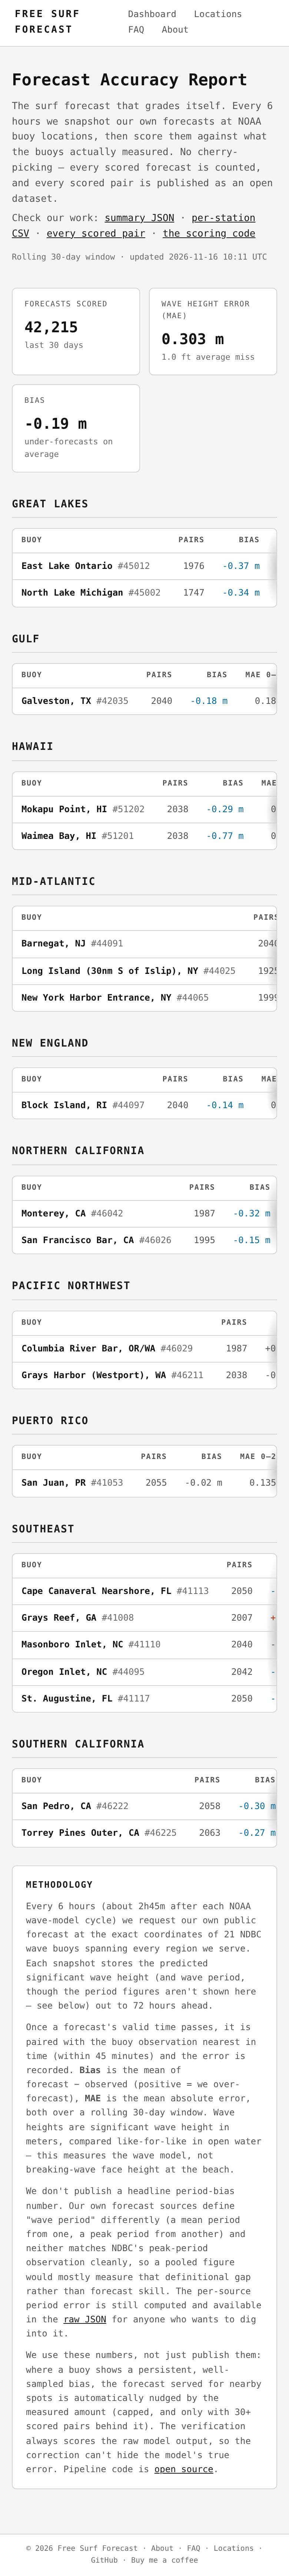 FREE SURF FORECAST
Dashboard Locations
FAQ About
Forecast Accuracy Report
The surf forecast that grades itself. Every 6
hours we snapshot our own forecasts at NOAA
buoy locations, then score them against what
the buoys actually measured. No cherry-
picking — every scored forecast is counted,
and every scored pair is published as an open
dataset.
Check our work: summary JSON · per-station
CSV · every scored pair · the scoring code
Rolling 30-day window · updated 2026-11-16 10:11 UTC
FORECASTS SCORED
42,215
last 30 days
WAVE HEIGHT ERROR
(MAE)
0.303 m
1.0 ft average miss
BIAS
-0.19 m
under-forecasts on
average
GREAT LAKES
BUOY PAIRS BIAS
East Lake Ontario #45012 1976 -0.37 m
North Lake Michigan #45002 1747 -0.34 m
GULF
BUOY PAIRS BIAS MAE 0–
Galveston, TX #42035 2040 -0.18 m 0.18
HAWAII
BUOY PAIRS BIAS MAE
Mokapu Point, HI #51202 2038 -0.29 m 0
Waimea Bay, HI #51201 2038 -0.77 m 0
MID-ATLANTIC
BUOY PAIRS
Barnegat, NJ #44091 2040
Long Island (30nm S of Islip), NY #44025 1925
New York Harbor Entrance, NY #44065 1999
NEW ENGLAND
BUOY PAIRS BIAS MAE
Block Island, RI #44097 2040 -0.14 m 0
NORTHERN CALIFORNIA
BUOY PAIRS BIAS
Monterey, CA #46042 1987 -0.32 m
San Francisco Bar, CA #46026 1995 -0.15 m
PACIFIC NORTHWEST
BUOY PAIRS
Columbia River Bar, OR/WA #46029 1987 +0
Grays Harbor (Westport), WA #46211 2038 -0
PUERTO RICO
BUOY PAIRS BIAS MAE 0–2
San Juan, PR #41053 2055 -0.02 m 0.135
SOUTHEAST
BUOY PAIRS
Cape Canaveral Nearshore, FL #41113 2050 -
Grays Reef, GA #41008 2007 +
Masonboro Inlet, NC #41110 2040 -
Oregon Inlet, NC #44095 2042 -
St. Augustine, FL #41117 2050 -
SOUTHERN CALIFORNIA
BUOY PAIRS BIAS
San Pedro, CA #46222 2058 -0.30 m
Torrey Pines Outer, CA #46225 2063 -0.27 m
METHODOLOGY
Every 6 hours (about 2h45m after each NOAA
wave-model cycle) we request our own public
forecast at the exact coordinates of 21 NDBC
wave buoys spanning every region we serve.
Each snapshot stores the predicted
significant wave height (and wave period,
though the period figures aren't shown here
— see below) out to 72 hours ahead.
Once a forecast's valid time passes, it is
paired with the buoy observation nearest in
time (within 45 minutes) and the error is
recorded. Bias is the mean of
forecast − observed (positive = we over-
forecast), MAE is the mean absolute error,
both over a rolling 30-day window. Wave
heights are significant wave height in
meters, compared like-for-like in open water
— this measures the wave model, not
breaking-wave face height at the beach.
We don't publish a headline period-bias
number. Our own forecast sources define
"wave period" differently (a mean period
from one, a peak period from another) and
neither matches NDBC's peak-period
observation cleanly, so a pooled figure
would mostly measure that definitional gap
rather than forecast skill. The per-source
period error is still computed and available
in the raw JSON for anyone who wants to dig
into it.
We use these numbers, not just publish them:
where a buoy shows a persistent, well-
sampled bias, the forecast served for nearby
spots is automatically nudged by the
measured amount (capped, and only with 30+
scored pairs behind it). The verification
always scores the raw model output, so the
correction can't hide the model's true
error. Pipeline code is open source.
© 2026 Free Surf Forecast · About · FAQ · Locations ·
GitHub · Buy me a coffee